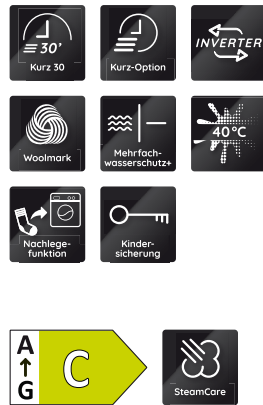 30'
Kurz 30
Kurz-Option
INVERTER
Woolmark
Mehrfach-
wasserschutz+
40°C
Nachlege-
funktion
Kinder-
sicherung
A
G
C
SteamCare